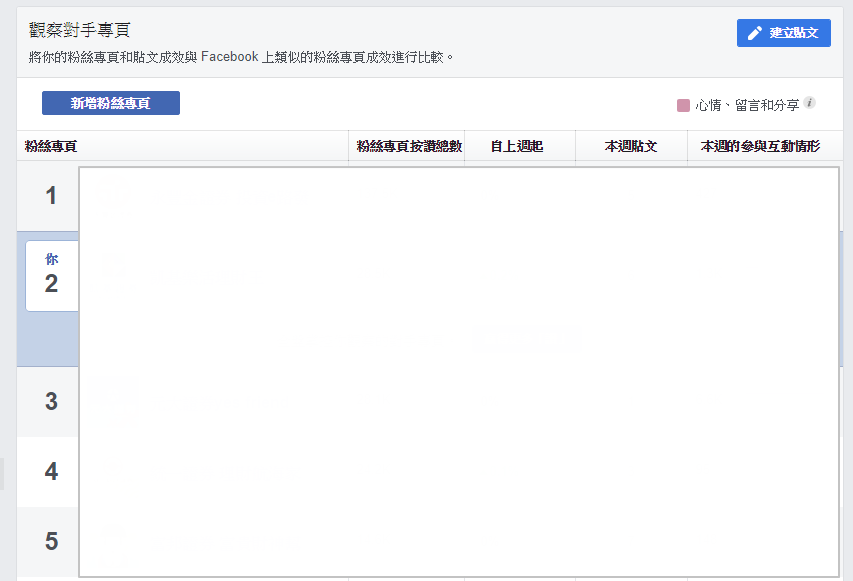 觀察對手專頁
將你的粉絲專頁和貼文成效與 Facebook 上類似的粉絲專頁成效進行比較。
建立貼文
新增粉絲專頁
心情、留言和分享
粉絲專頁 粉絲專頁按讚總數 自上週起 本週貼文 本週的參與互動情形
1
你
2
3
4
5